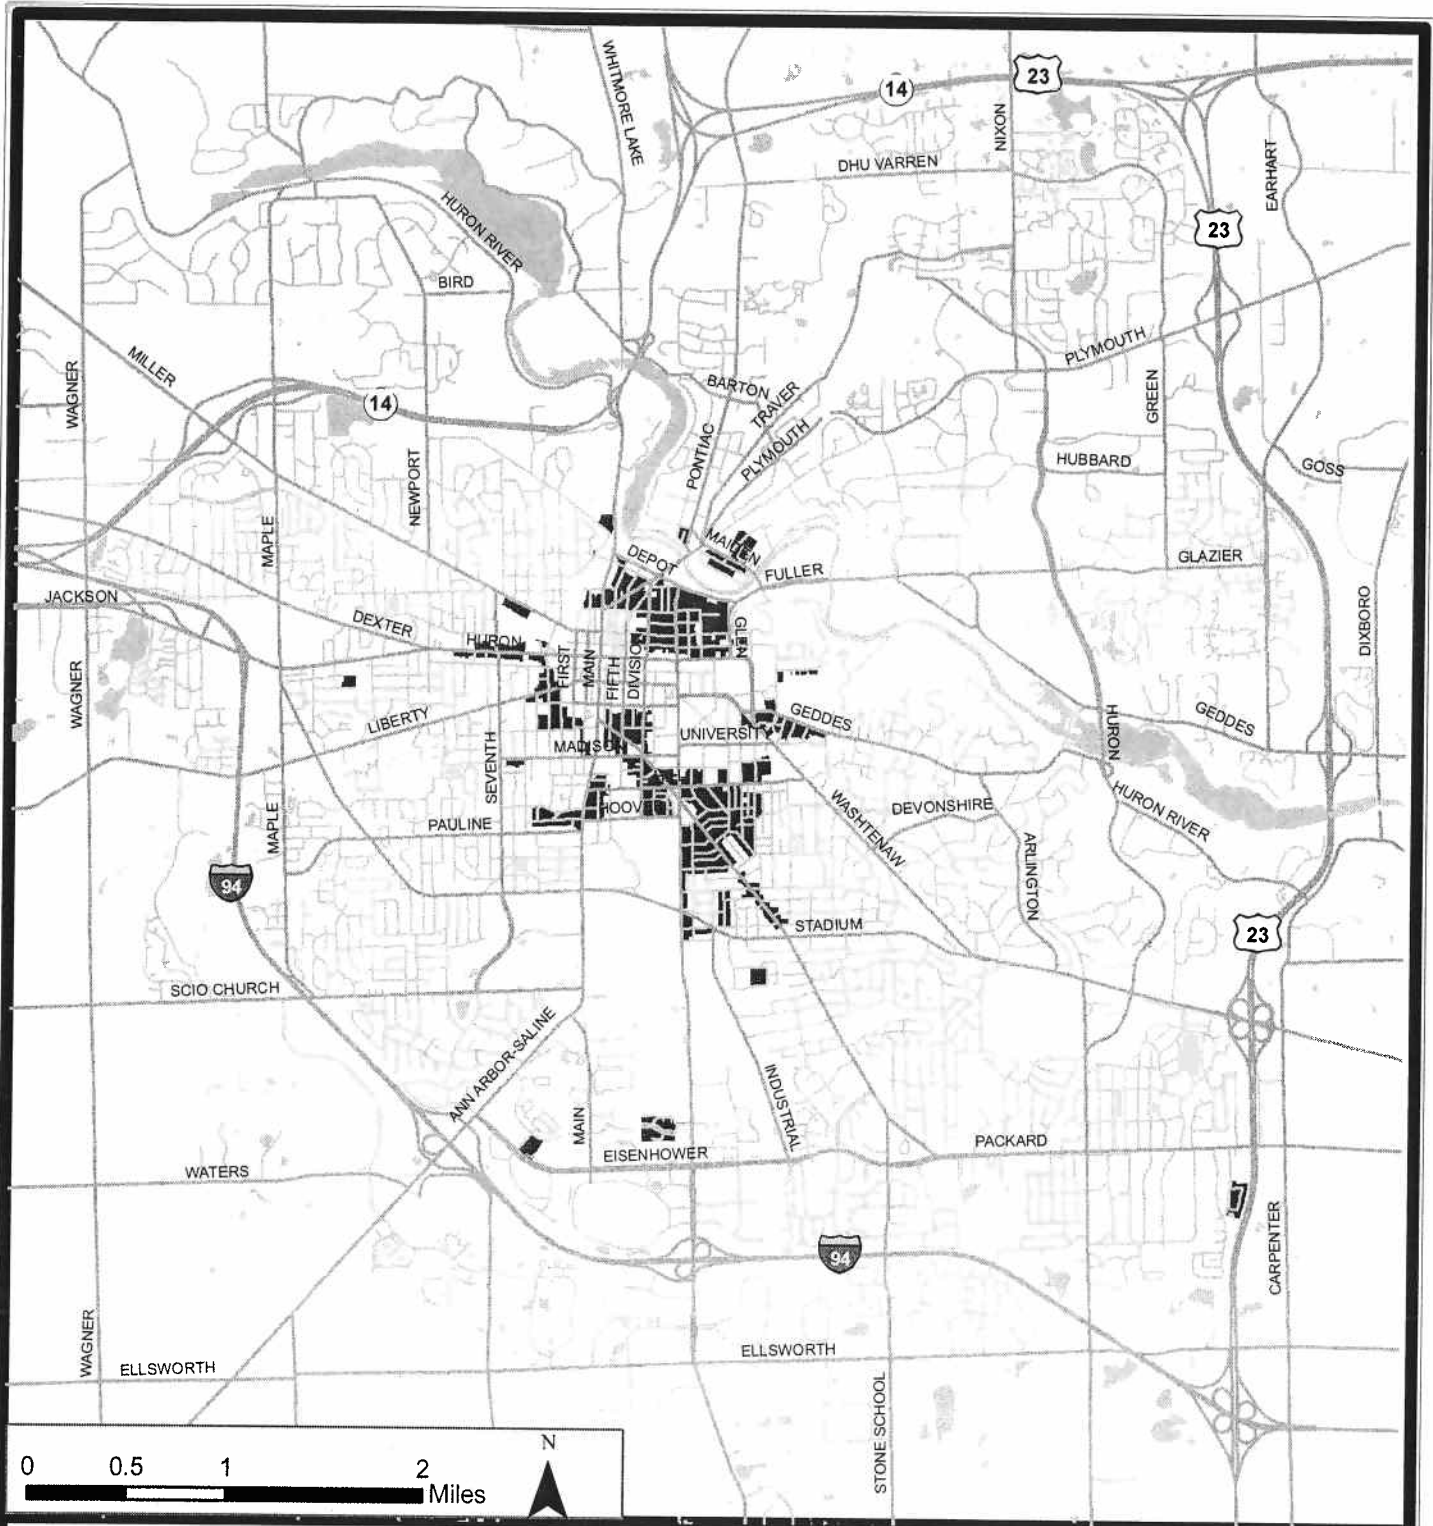 WHITMORE LAKE
23
14
NIXON
DHU VARREN
EARHART
HURON RIVER
23
BIRD
PLYMOUTH
MILLER
WAGNER
14
BARTON
TRAVER
GREEN
PONTIAC
PLYMOUTH
HUBBARD
GOSS
NEWPORT
MAPLE
MAIDEN
DEPOT
FULLER
GLAZIER
JACKSON
DEXTER
HURON
GLEN
DIXBORO
FIRST
MAIN
FIFTH
DIVISION
WAGNER
LIBERTY
GEDDES
GEDDES
HURON
UNIVERSITY
MADISON
SEVENTH
HURON RIVER
DEVONSHIRE
WASHTENAW
HOOVER
PAULINE
MAPLE
ARLINGTON
94
STADIUM
23
SCIO CHURCH
ANN ARBOR-SALINE
INDUSTRIAL
MAIN
PACKARD
EISENHOWER
WATERS
CARPENTER
94
WAGNER
ELLSWORTH
ELLSWORTH
STONE SCHOOL
N
0 0.5 1 2
Miles